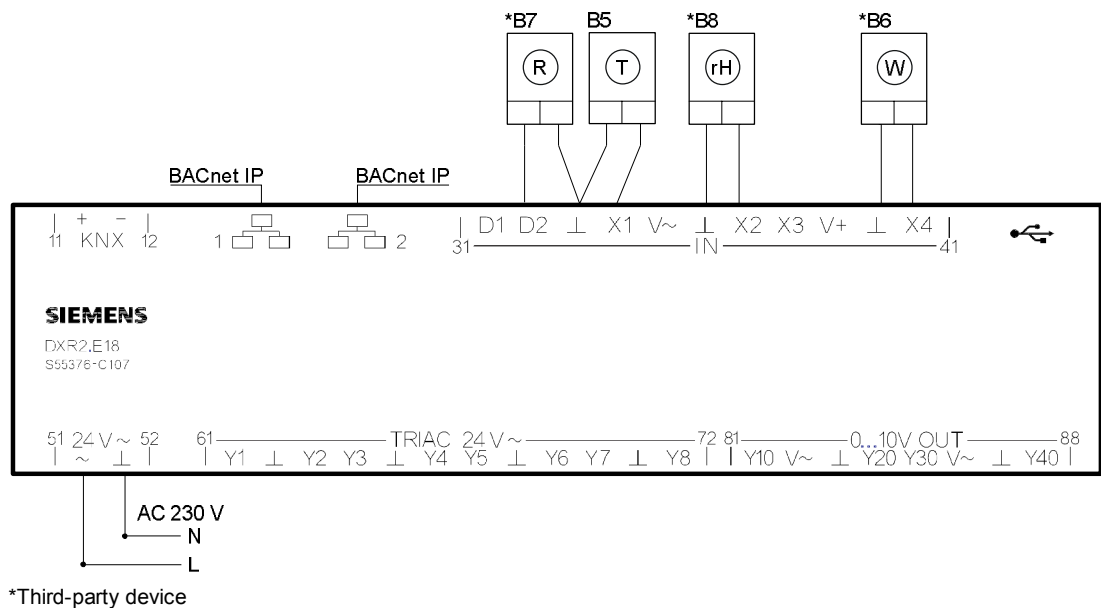 *B7 B5 *B8 *B6
R T rH W
BACnet IP BACnet IP
+ - D1 D2 ⊥ X1 V~ ⊥ X2 X3 V+ ⊥ X4
11 KNX 12 1 2 31 IN 41
SIEMENS
DXR2.E18
S55376-C107
51 24 V ~ 52 61 TRIAC 24 V ~ 72 81 0...10V OUT 88
~ ⊥ Y1 ⊥ Y2 Y3 ⊥ Y4 Y5 ⊥ Y6 Y7 ⊥ Y8 Y10 V~ ⊥ Y20 Y30 V~ ⊥ Y40
AC 230 V
N
L
*Third-party device